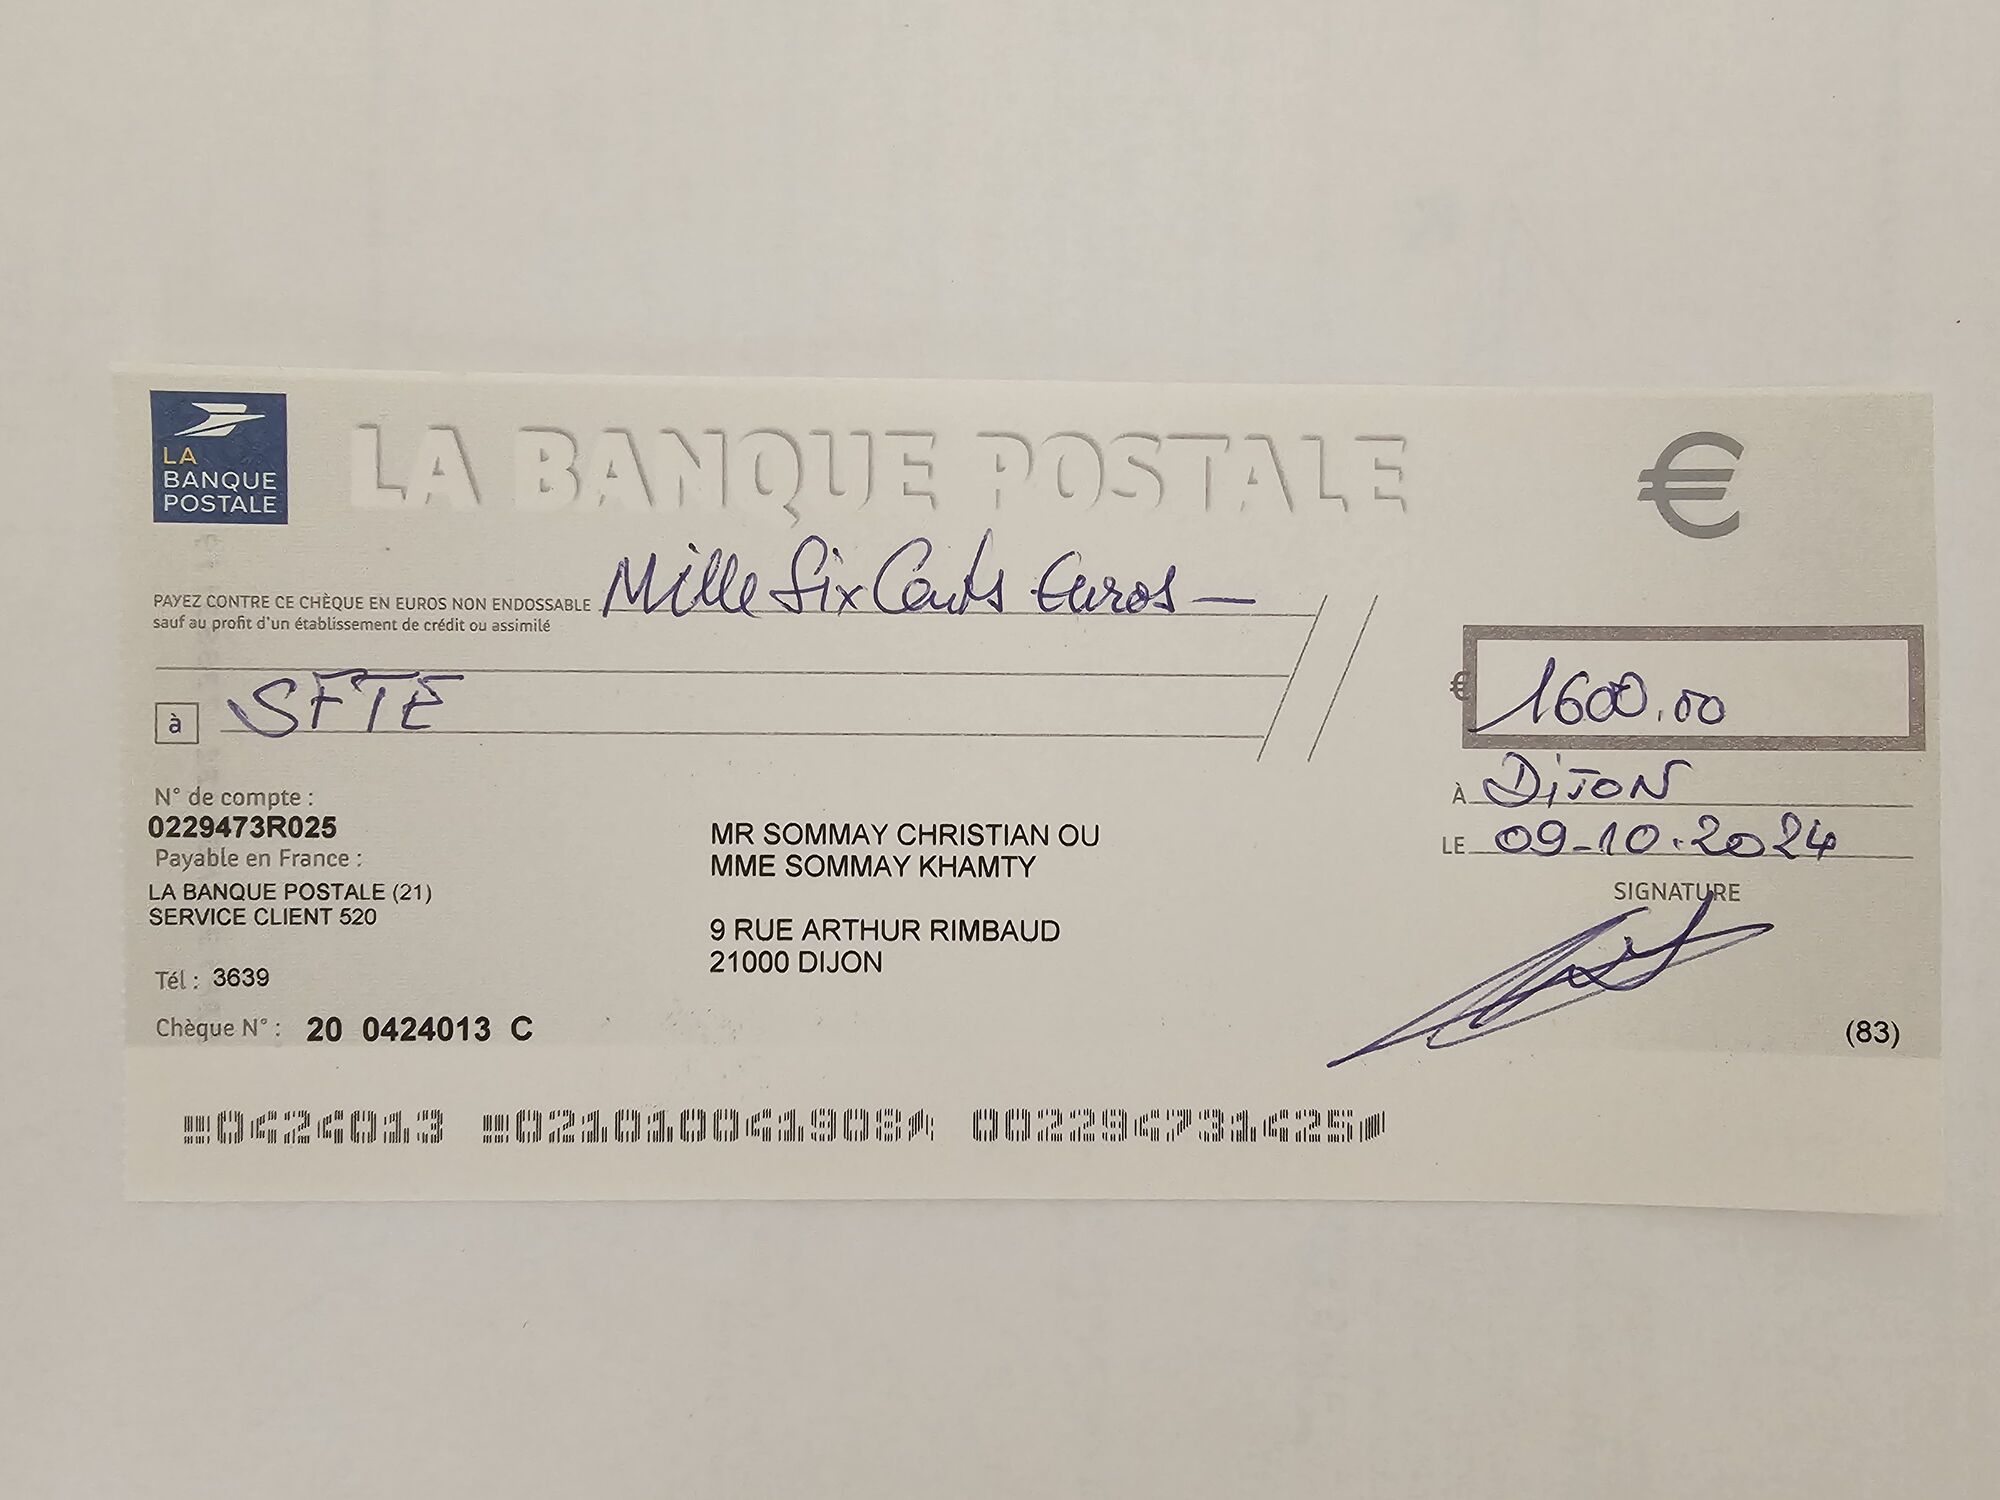 LA
BANQUE
POSTALE
LA BANQUE POSTALE
€
PAYEZ CONTRE CE CHÈQUE EN EUROS NON ENDOSSABLE Mille Six Cents Euros —
sauf au profit d'un établissement de crédit ou assimilé
à SFTE
€ 1600.00
À DIJON
LE 09-10.2024
SIGNATURE
N° de compte :
0229473R025
Payable en France :
LA BANQUE POSTALE (21)
SERVICE CLIENT 520
Tél : 3639
Chèque N° : 20 0424013 C
MR SOMMAY CHRISTIAN OU
MME SOMMAY KHAMTY
9 RUE ARTHUR RIMBAUD
21000 DIJON
(83)
0424013 021010041908 002294731425